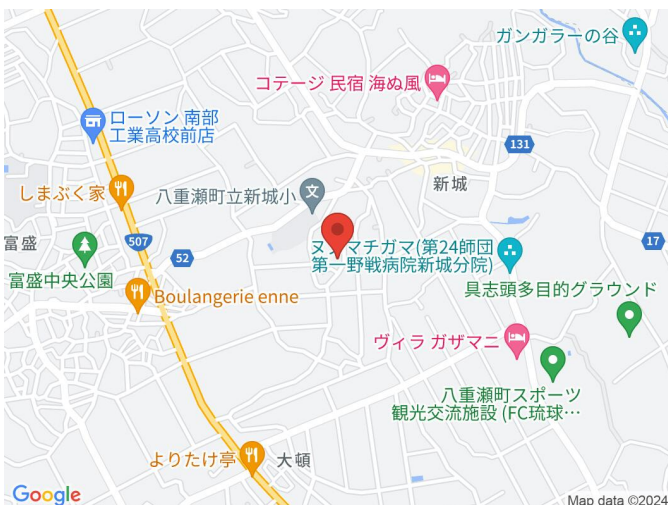 ガンガラーの谷
コテージ 民宿 海ぬ風
ローソン 南部
工業高校前店
131
新城
しまぶく家
八重瀬町立新城小
文
富盛
507
52
17
富盛中央公園
マチガマ(第24師団
第一野戦病院新城分院)
具志頭多目的グラウンド
Boulangerie enne
ヴィラ ガザマニ
八重瀬町スポーツ
観光交流施設 (FC琉球…
よりたけ亭
大頓
Google
Map data ©2024